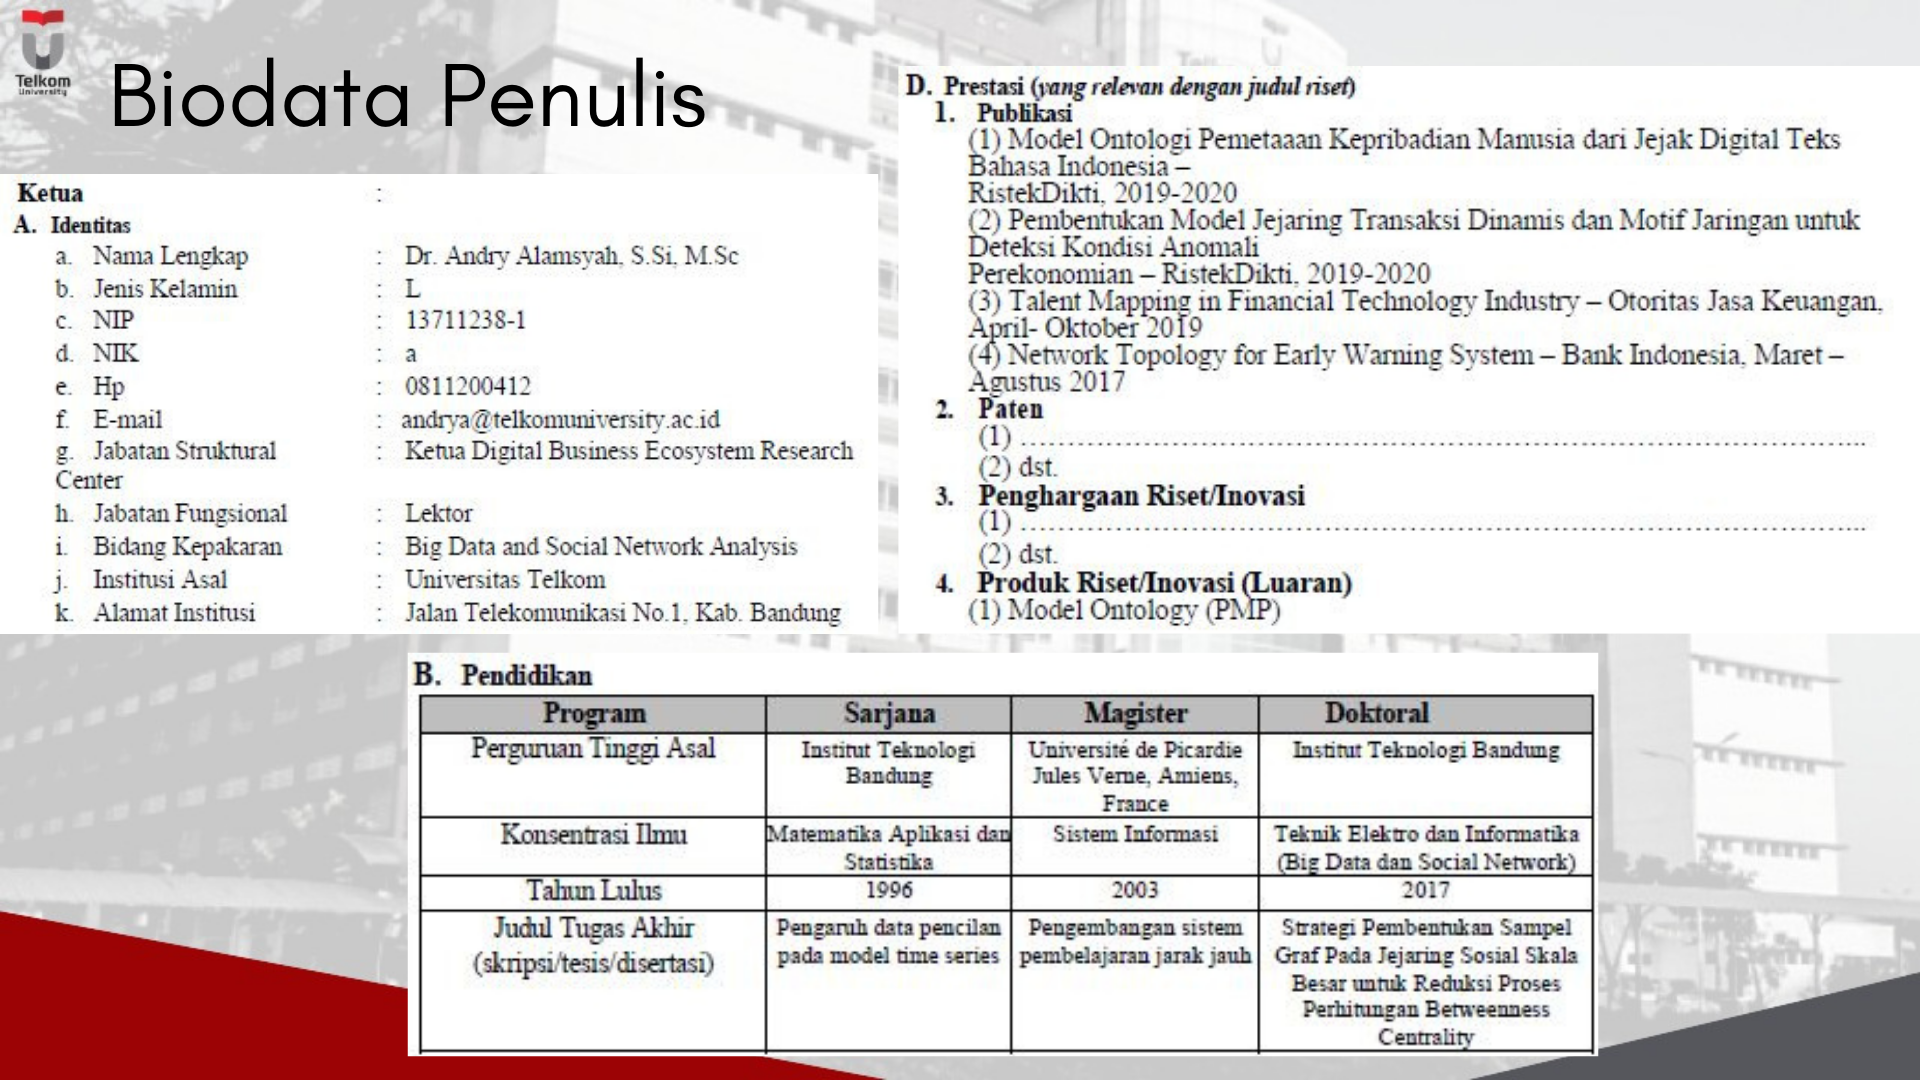 Telkom
University
Biodata Penulis
Ketua :
A. Identitas
a. Nama Lengkap : Dr. Andry Alamsyah, S.Si, M.Sc
b. Jenis Kelamin : L
c. NIP : 13711238-1
d. NIK : a
e. Hp : 0811200412
f. E-mail : andrya@telkomuniversity.ac.id
g. Jabatan Struktural : Ketua Digital Business Ecosystem Research
Center
h. Jabatan Fungsional : Lektor
i. Bidang Kepakaran : Big Data and Social Network Analysis
j. Institusi Asal : Universitas Telkom
k. Alamat Institusi : Jalan Telekomunikasi No.1, Kab. Bandung
D. Prestasi (yang relevan dengan judul riset)
1. Publikasi
(1) Model Ontologi Pemetaaan Kepribadian Manusia dari Jejak Digital Teks
Bahasa Indonesia –
RistekDikti, 2019-2020
(2) Pembentukan Model Jejaring Transaksi Dinamis dan Motif Jaringan untuk
Deteksi Kondisi Anomali
Perekonomian – RistekDikti, 2019-2020
(3) Talent Mapping in Financial Technology Industry – Otoritas Jasa Keuangan,
April- Oktober 2019
(4) Network Topology for Early Warning System – Bank Indonesia, Maret –
Agustus 2017
2. Paten
(1) ………………………………………………………………………………...
(2) dst.
3. Penghargaan Riset/Inovasi
(1) ………………………………………………………………………………...
(2) dst.
4. Produk Riset/Inovasi (Luaran)
(1) Model Ontology (PMP)
B. Pendidikan
Program Sarjana Magister Doktoral
Perguruan Tinggi Asal Institut Teknologi Université de Picardie Institut Teknologi Bandung
Bandung Jules Verne, Amiens,
France
Konsentrasi Ilmu Matematika Aplikasi dan Sistem Informasi Teknik Elektro dan Informatika
Statistika (Big Data dan Social Network)
Tahun Lulus 1996 2003 2017
Judul Tugas Akhir Pengaruh data pencilan Pengembangan sistem Strategi Pembentukan Sampel
(skripsi/tesis/disertasi) pada model time series pembelajaran jarak jauh Graf Pada Jejaring Sosial Skala
Besar untuk Reduksi Proses
Perhitungan Betweenness
Centrality